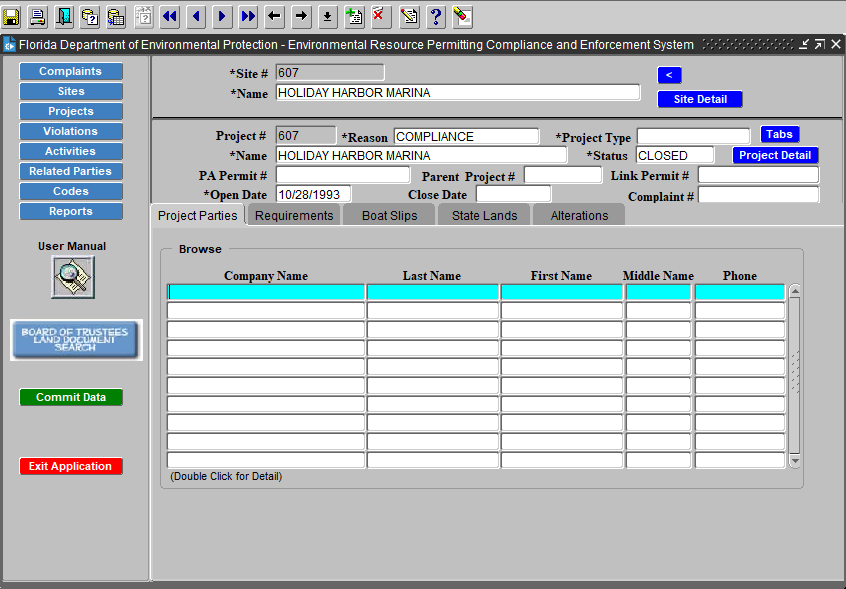 Florida Department of Environmental Protection - Environmental Resource Permitting Compliance and Enforcement System
Complaints
Sites
Projects
Violations
Activities
Related Parties
Codes
Reports
User Manual
BOARD OF TRUSTEES
LAND DOCUMENT
SEARCH
Commit Data
Exit Application
*Site # 607 <
*Name HOLIDAY HARBOR MARINA Site Detail
Project # 607 *Reason COMPLIANCE *Project Type Tabs
*Name HOLIDAY HARBOR MARINA *Status CLOSED Project Detail
PA Permit # Parent Project # Link Permit #
*Open Date 10/28/1993 Close Date Complaint #
Project Parties Requirements Boat Slips State Lands Alterations
Browse
Company Name Last Name First Name Middle Name Phone
(Double Click for Detail)